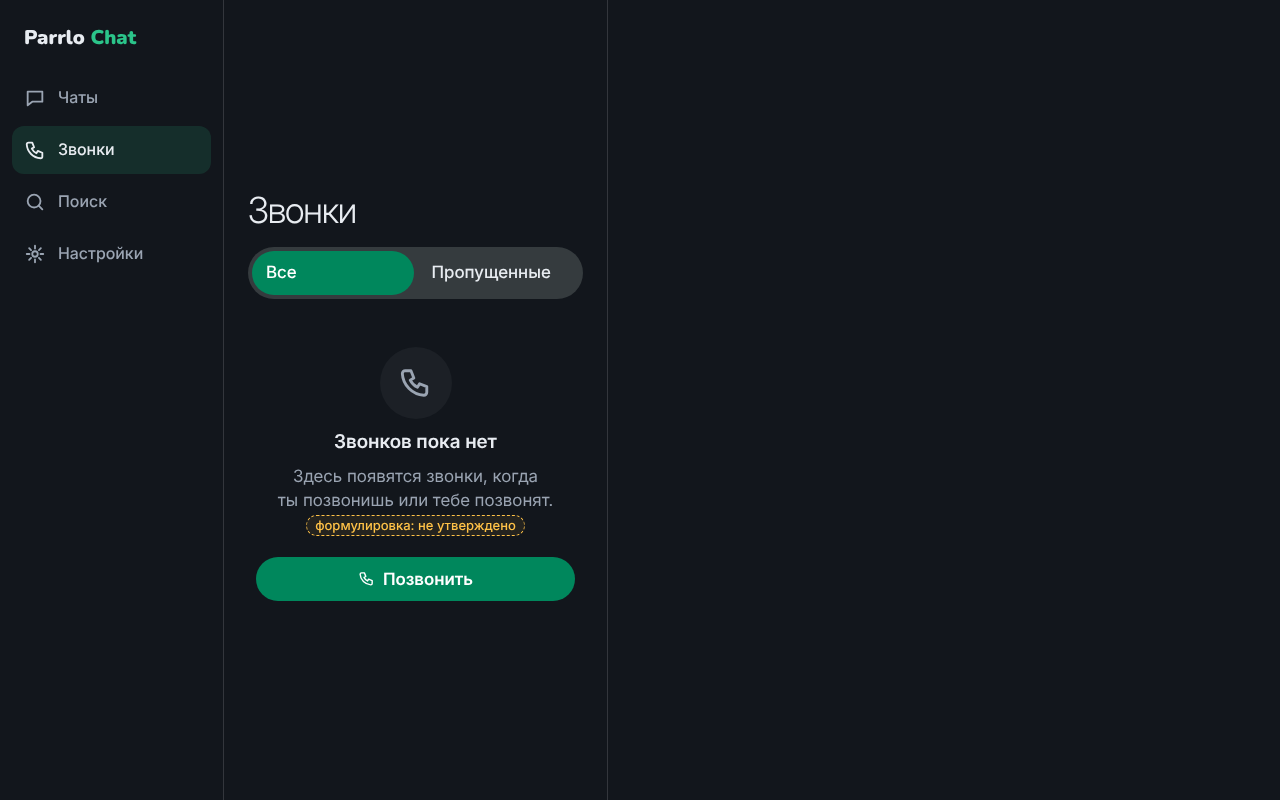 Parrlo Chat
Чаты
Звонки
Поиск
Настройки
Звонки
Все
Пропущенные
Звонков пока нет
Здесь появятся звонки, когда
ты позвонишь или тебе позвонят.
формулировка: не утверждено
Позвонить